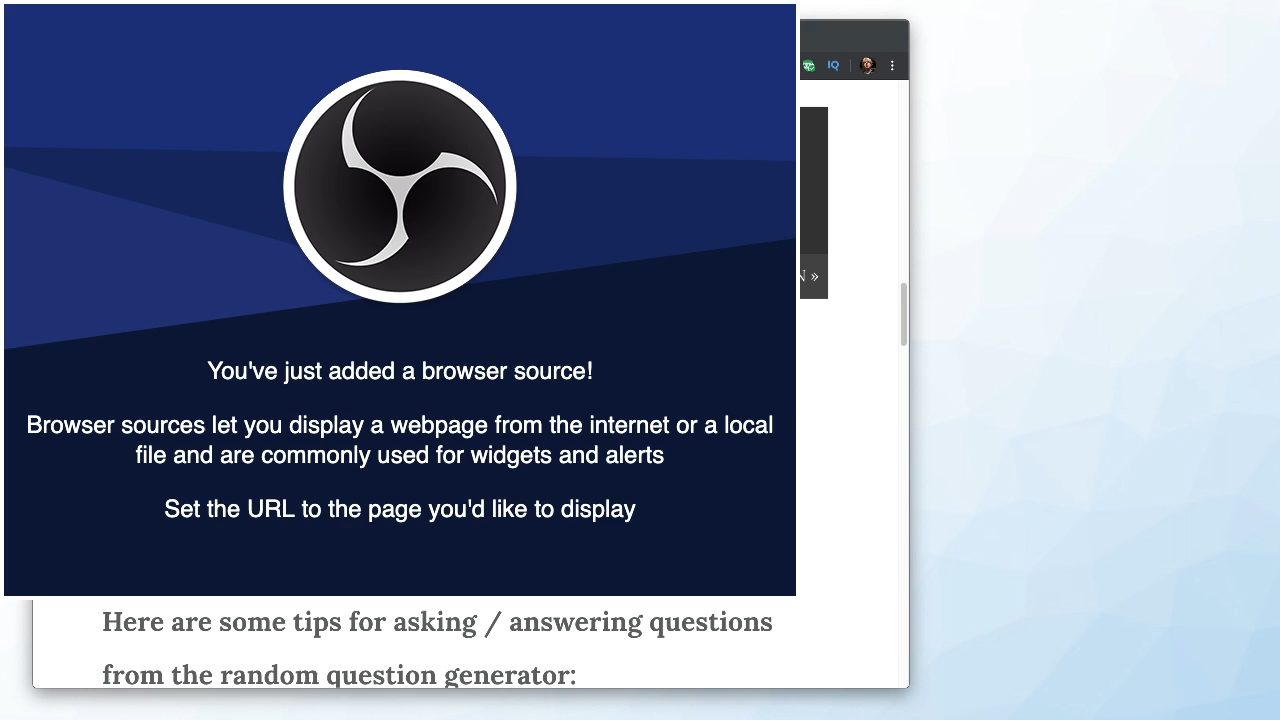 IQ
N »
You've just added a browser source!
Browser sources let you display a webpage from the internet or a local
file and are commonly used for widgets and alerts
Set the URL to the page you'd like to display
Here are some tips for asking / answering questions
from the random question generator: